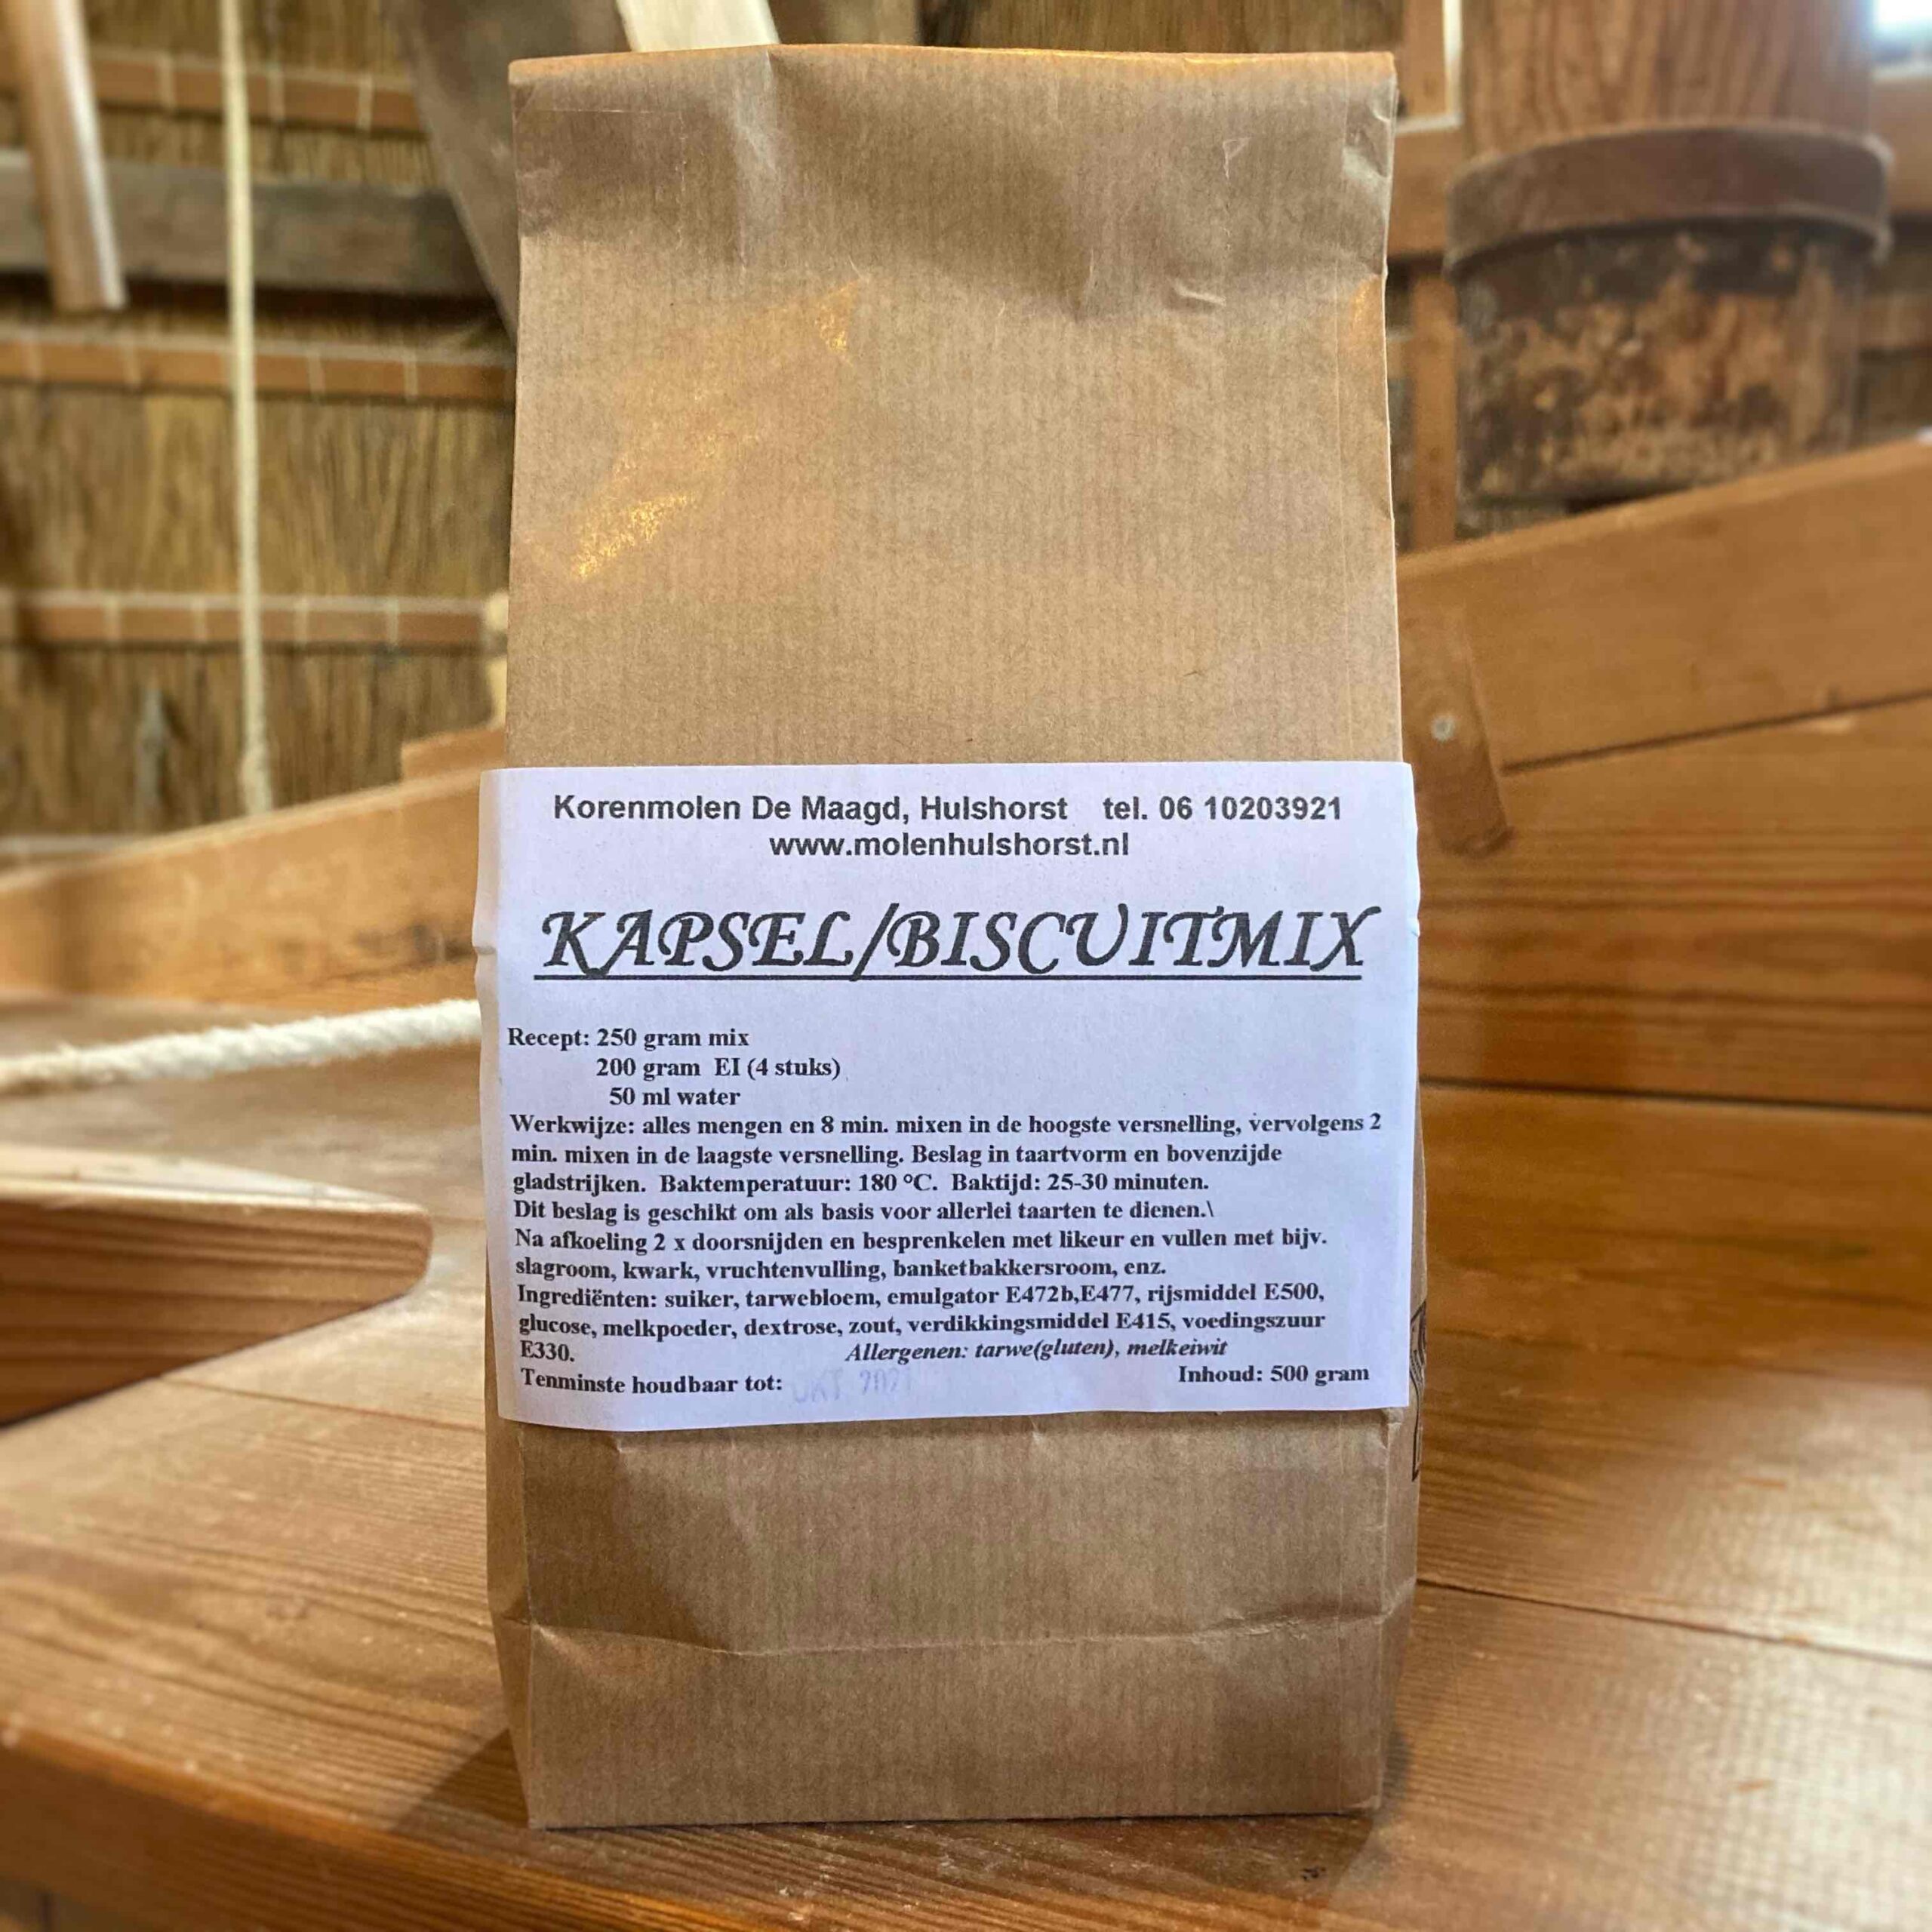 Korenmolen De Maagd, Hulshorst tel. 06 10203921
www.molenhulshorst.nl
KAPSEL/BISCUITMIX
Recept: 250 gram mix
200 gram EI (4 stuks)
50 ml water
Werkwijze: alles mengen en 8 min. mixen in de hoogste versnelling, vervolgens 2
min. mixen in de laagste versnelling. Beslag in taartvorm en bovenzijde
gladstrijken. Baktemperatuur: 180 °C. Baktijd: 25-30 minuten.
Dit beslag is geschikt om als basis voor allerlei taarten te dienen.\
Na afkoeling 2 x doorsnijden en besprenkelen met likeur en vullen met bijv.
slagroom, kwark, vruchtenvulling, banketbakkersroom, enz.
Ingrediënten: suiker, tarwebloem, emulgator E472b,E477, rijsmiddel E500,
glucose, melkpoeder, dextrose, zout, verdikkingsmiddel E415, voedingszuur
E330. Allergenen: tarwe(gluten), melkeiwit
Tenminste houdbaar tot: Inhoud: 500 gram